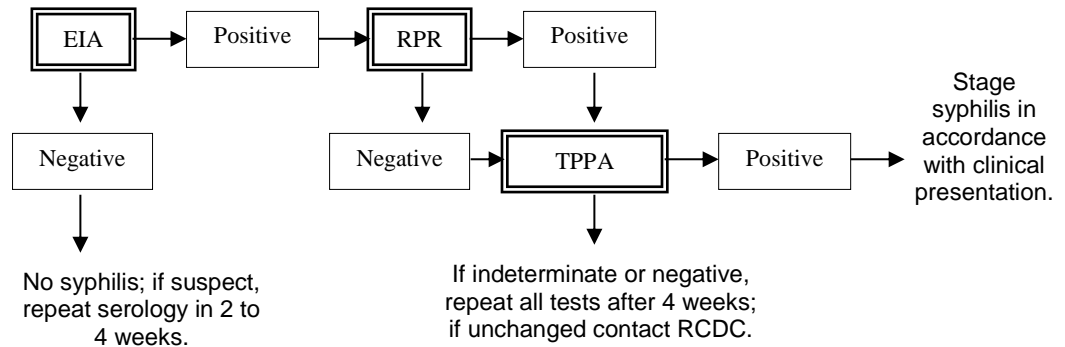 EIA
Positive
RPR
Positive
Negative
Negative
TPPA
Positive
Stage
syphilis in
accordance
with clinical
presentation.
No syphilis; if suspect,
repeat serology in 2 to
4 weeks.
If indeterminate or negative,
repeat all tests after 4 weeks;
if unchanged contact RCDC.